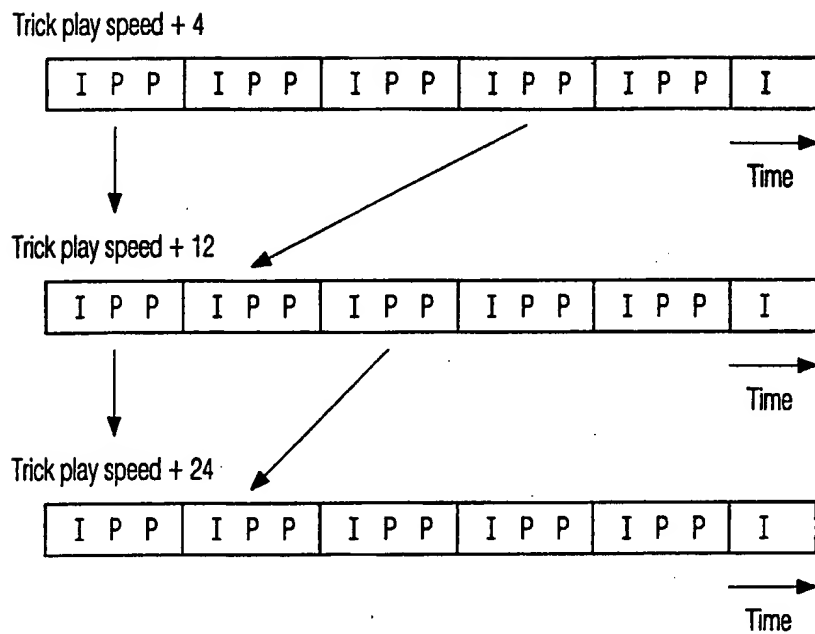 Trick play speed + 4
I P P I P P I P P I P P I P P I
Time
Trick play speed + 12
I P P I P P I P P I P P I P P I
Time
Trick play speed + 24
I P P I P P I P P I P P I P P I
Time